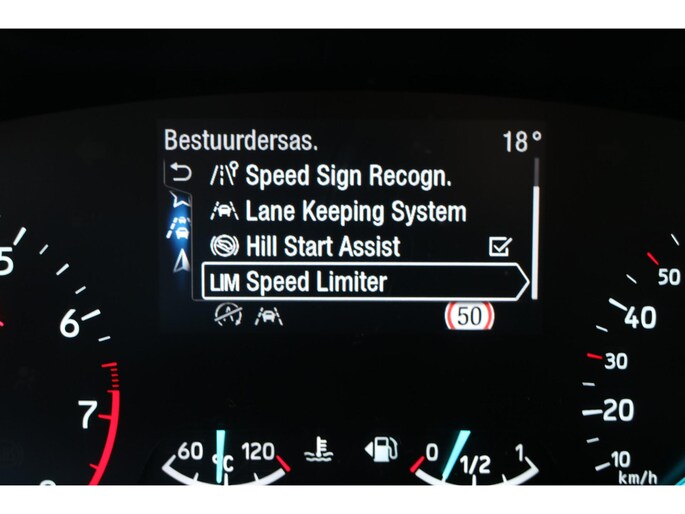 Bestuurdersas. 18°
Speed Sign Recogn.
Lane Keeping System
Hill Start Assist
LIM Speed Limiter
A 50
5
6
7
50
40
30
20
10
km/h
60 °C 120
0 1/2 1